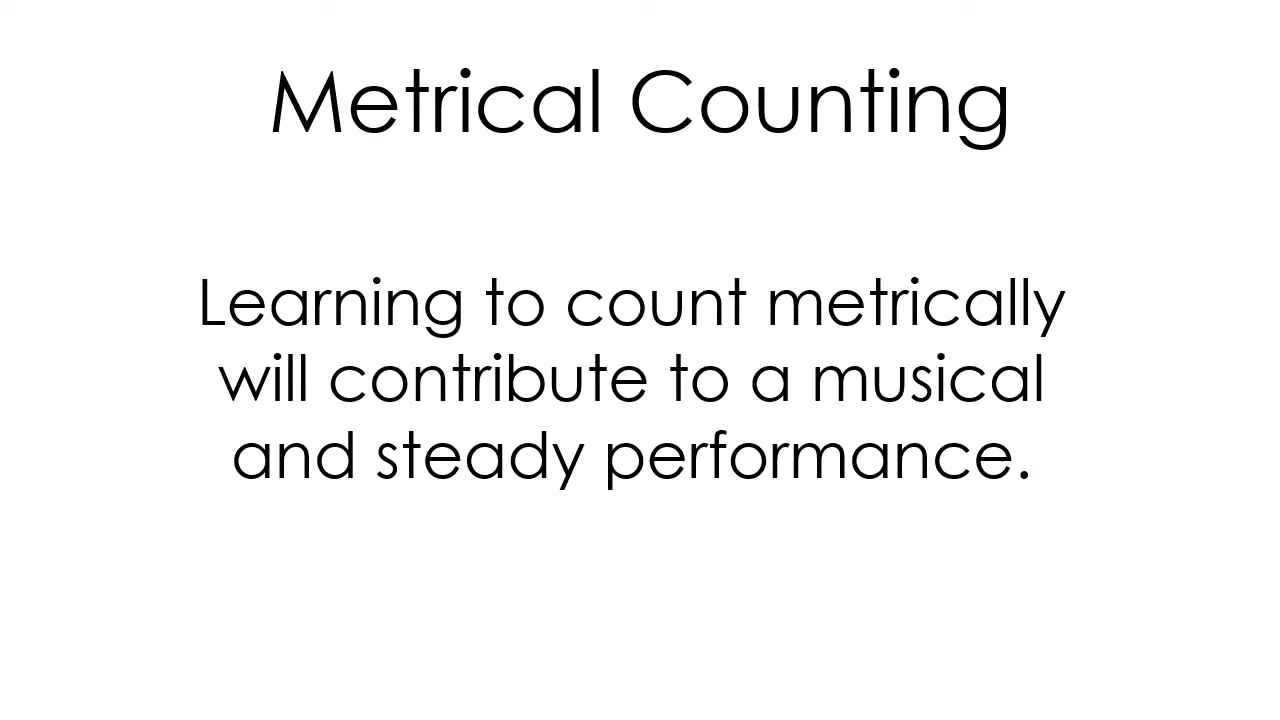 Metrical Counting
Learning to count metrically
will contribute to a musical
and steady performance.